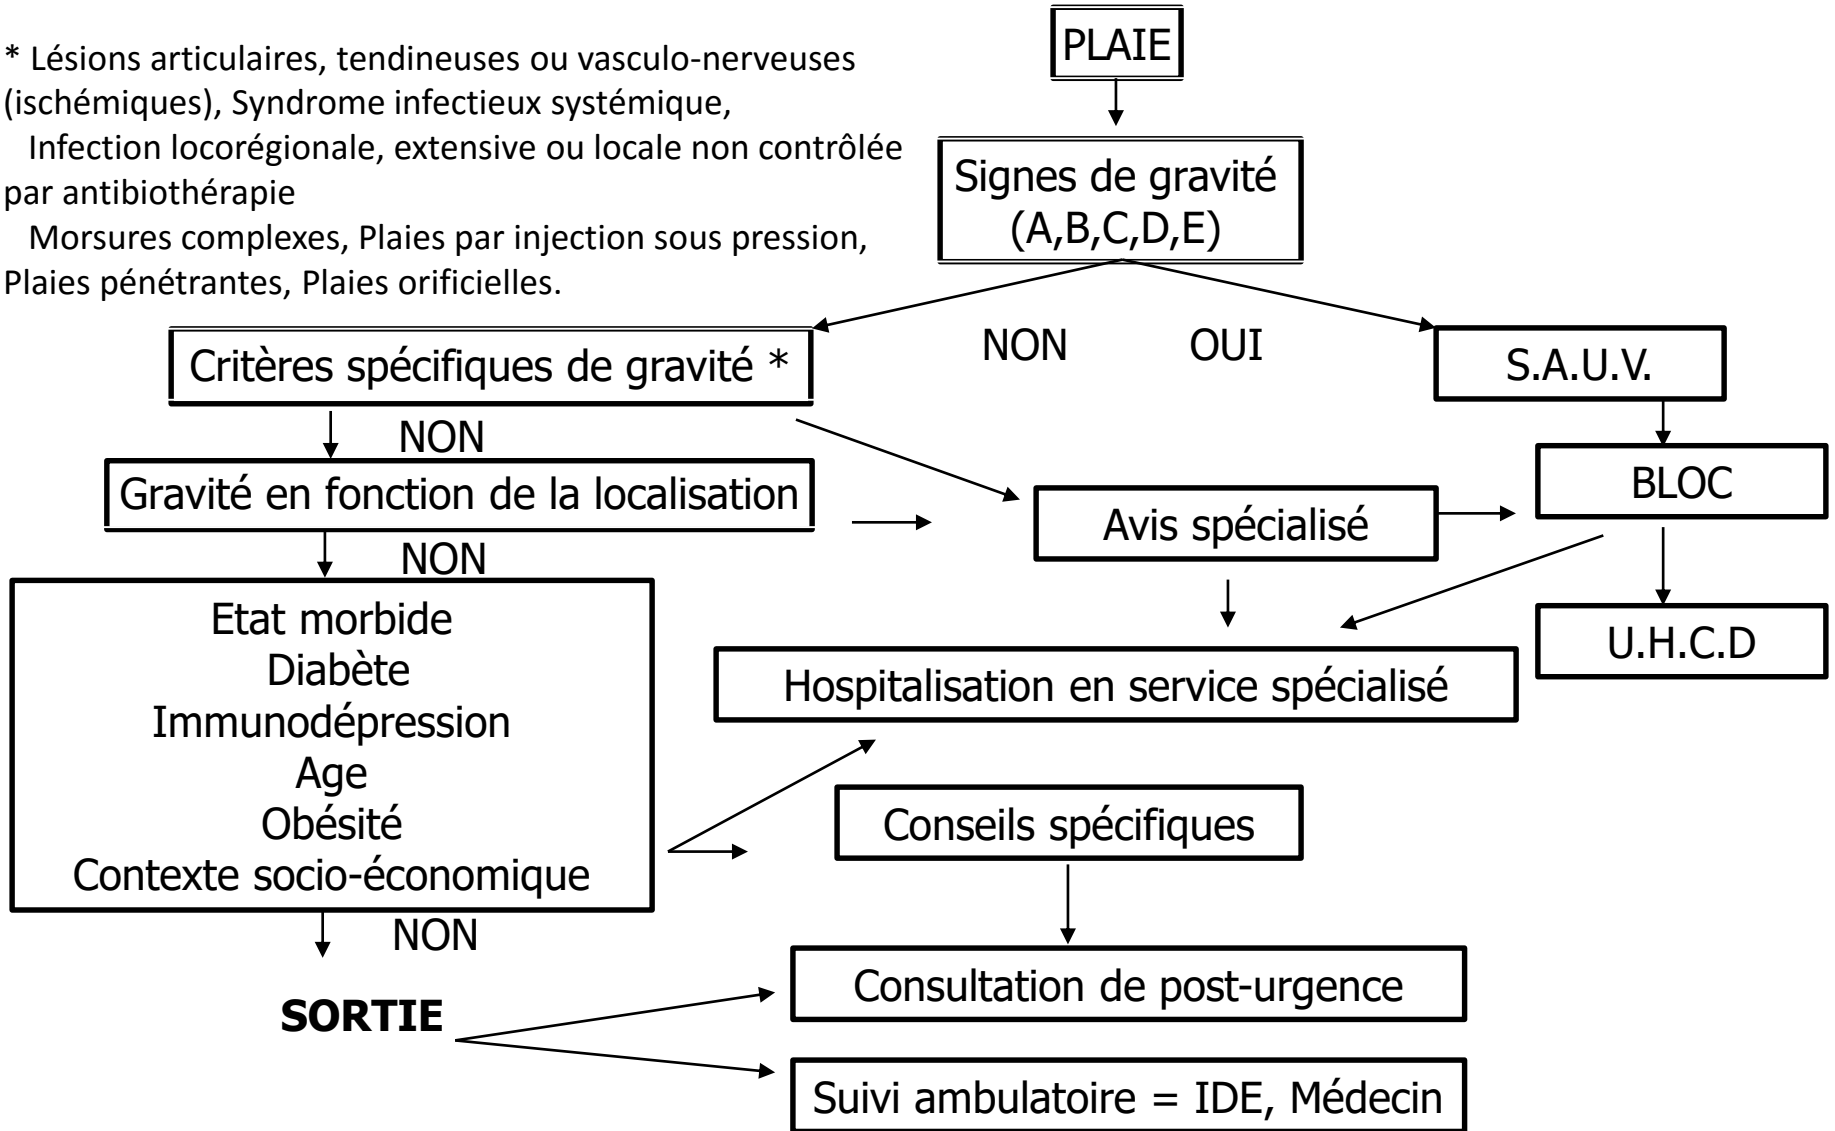 * Lésions articulaires, tendineuses ou vasculo-nerveuses
(ischémiques), Syndrome infectieux systémique,
Infection locorégionale, extensive ou locale non contrôlée
par antibiothérapie
Morsures complexes, Plaies par injection sous pression,
Plaies pénétrantes, Plaies orificielles.
PLAIE
Signes de gravité
(A,B,C,D,E)
NON
OUI
Critères spécifiques de gravité *
S.A.U.V.
NON
Gravité en fonction de la localisation
Avis spécialisé
BLOC
NON
Etat morbide
Diabète
Immunodépression
Age
Obésité
Contexte socio-économique
U.H.C.D
Hospitalisation en service spécialisé
Conseils spécifiques
NON
SORTIE
Consultation de post-urgence
Suivi ambulatoire = IDE, Médecin